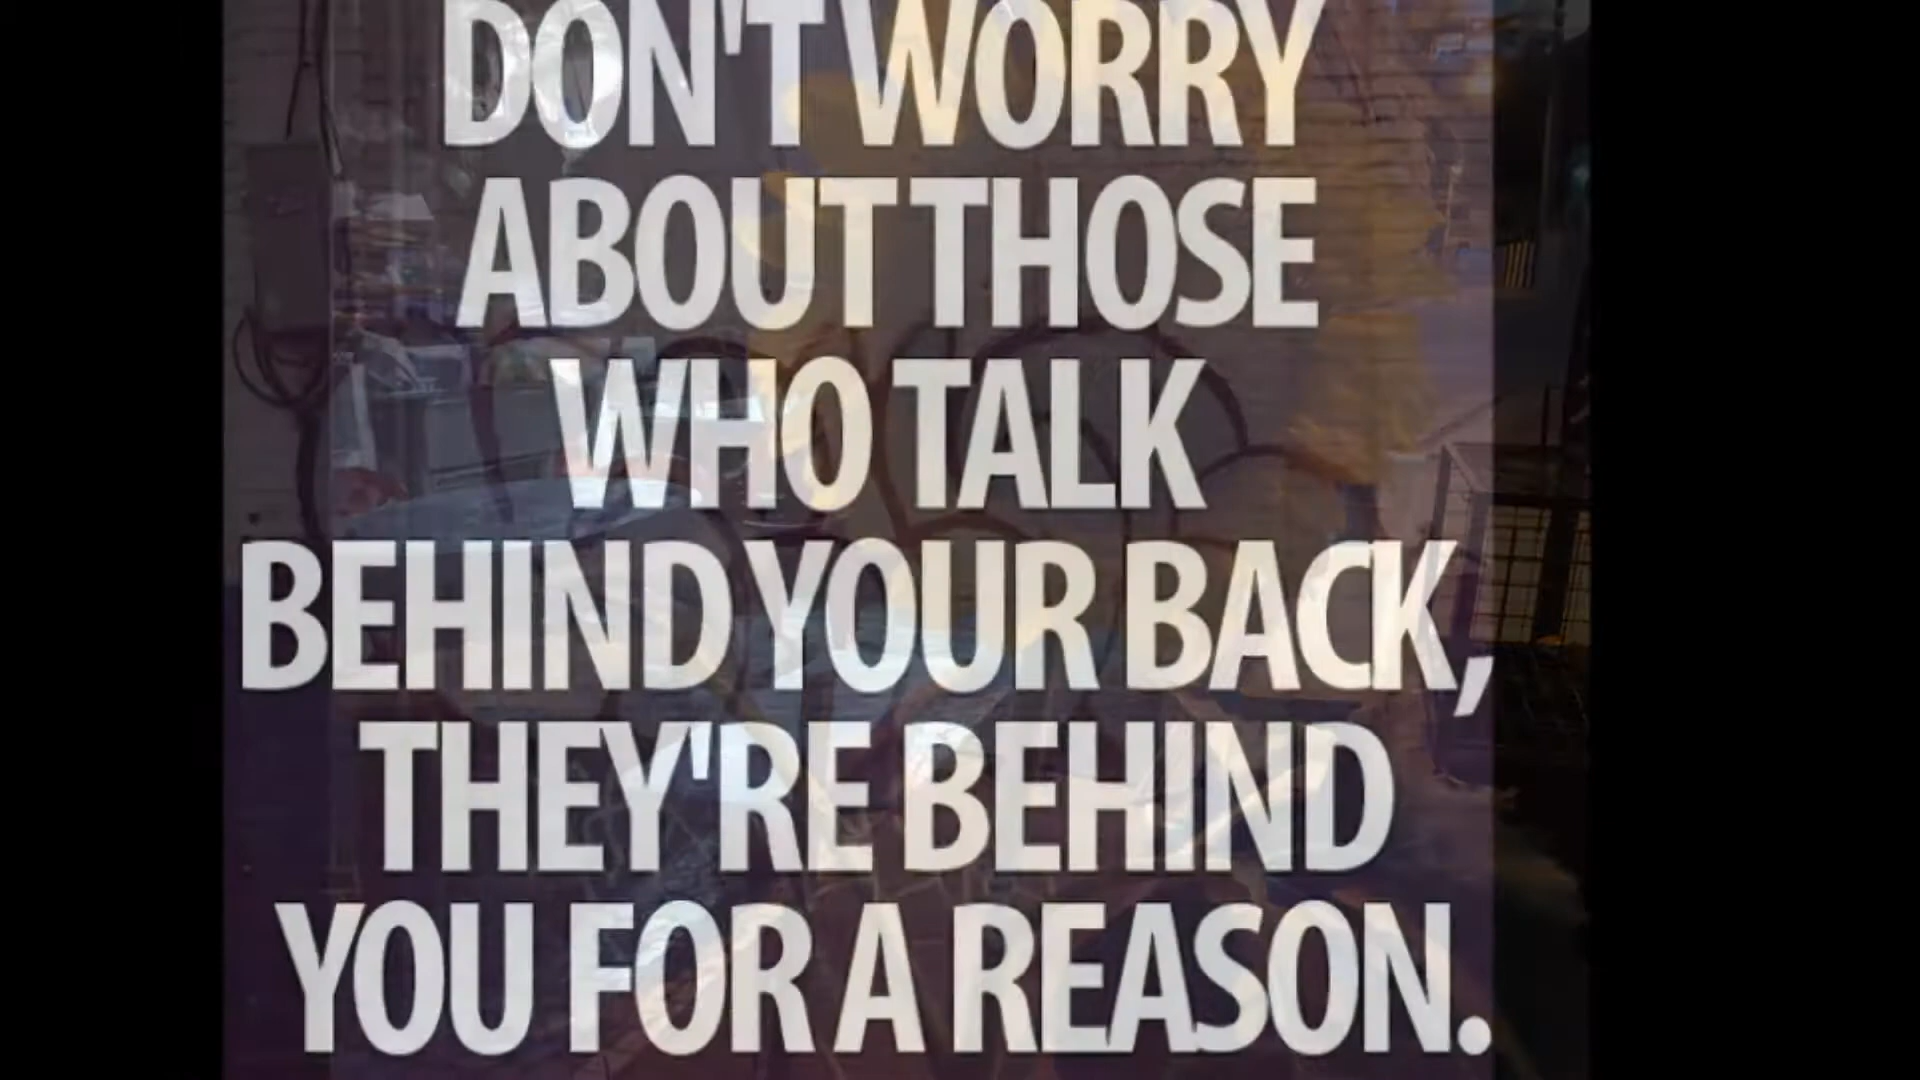 DON'T WORRY
ABOUT THOSE
WHO TALK
BEHIND YOUR BACK,
THEY'RE BEHIND
YOU FOR A REASON.